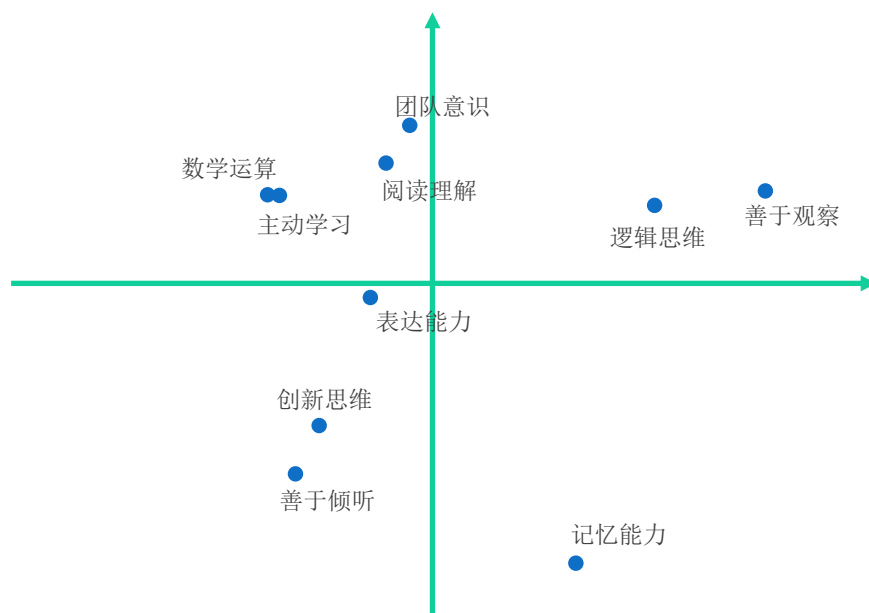 团队意识
数学运算
阅读理解
主动学习
善于观察
逻辑思维
表达能力
创新思维
善于倾听
记忆能力